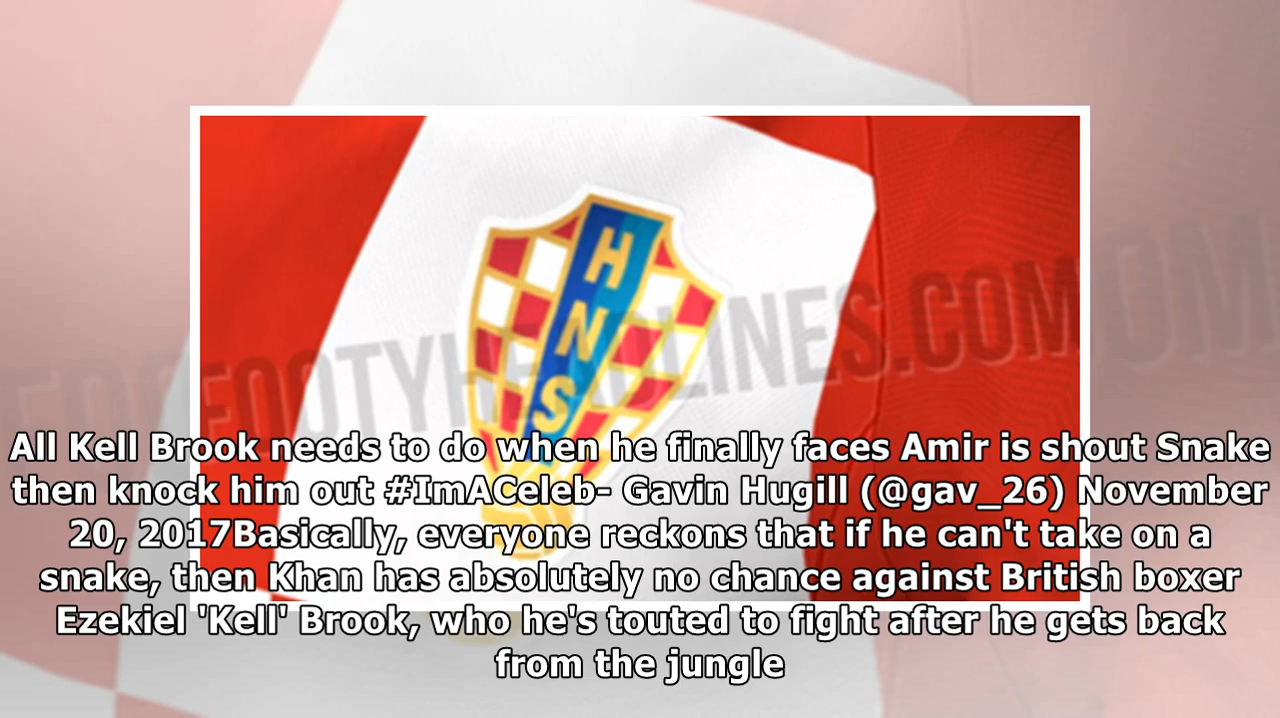 HNS
FOOTYHEADLINES.COM
All Kell Brook needs to do when he finally faces Amir is shout Snake
then knock him out #ImACeleb- Gavin Hugill (@gav_26) November
20, 2017Basically, everyone reckons that if he can't take on a
snake, then Khan has absolutely no chance against British boxer
Ezekiel 'Kell' Brook, who he's touted to fight after he gets back
from the jungle